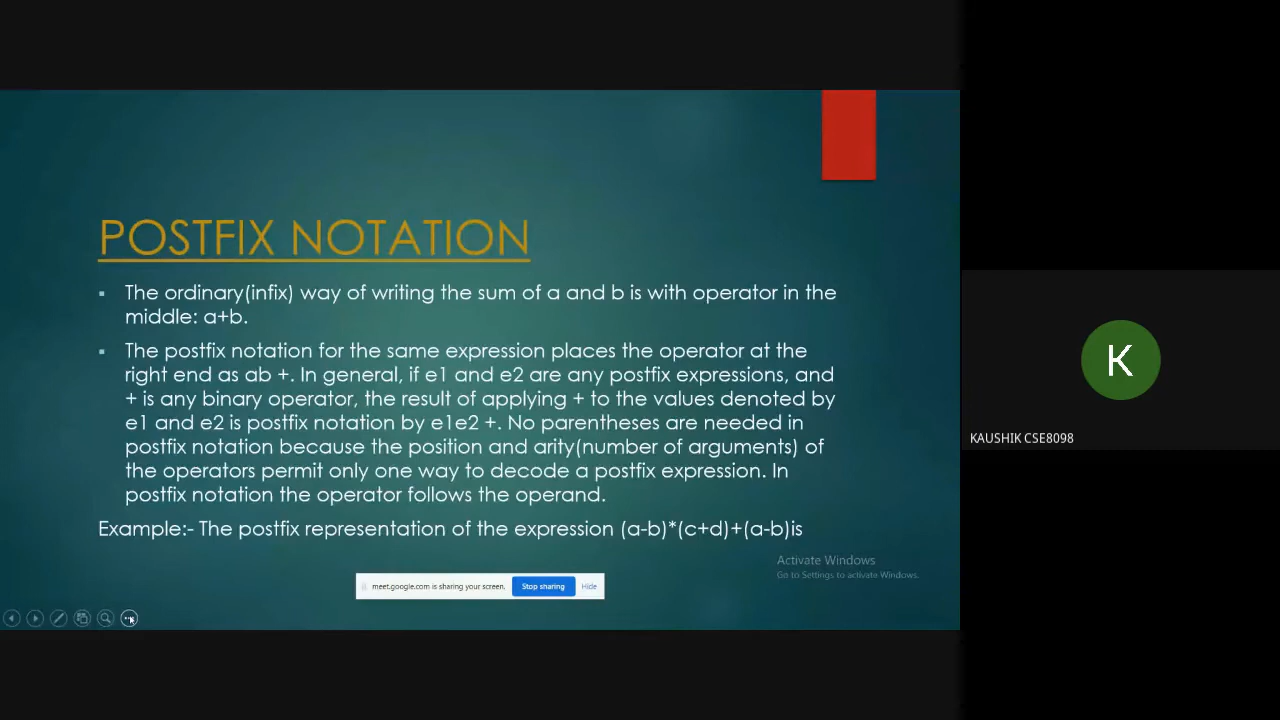 POSTFIX NOTATION
▪ The ordinary(infix) way of writing the sum of a and b is with operator in the
middle: a+b.
▪ The postfix notation for the same expression places the operator at the
right end as ab +. In general, if e1 and e2 are any postfix expressions, and
+ is any binary operator, the result of applying + to the values denoted by
e1 and e2 is postfix notation by e1e2 +. No parentheses are needed in
postfix notation because the position and arity(number of arguments) of
the operators permit only one way to decode a postfix expression. In
postfix notation the operator follows the operand.
Example:- The postfix representation of the expression (a-b)*(c+d)+(a-b)is
Activate Windows
Go to Settings to activate Windows.
meet.google.com is sharing your screen. Stop sharing Hide
K
KAUSHIK CSE8098